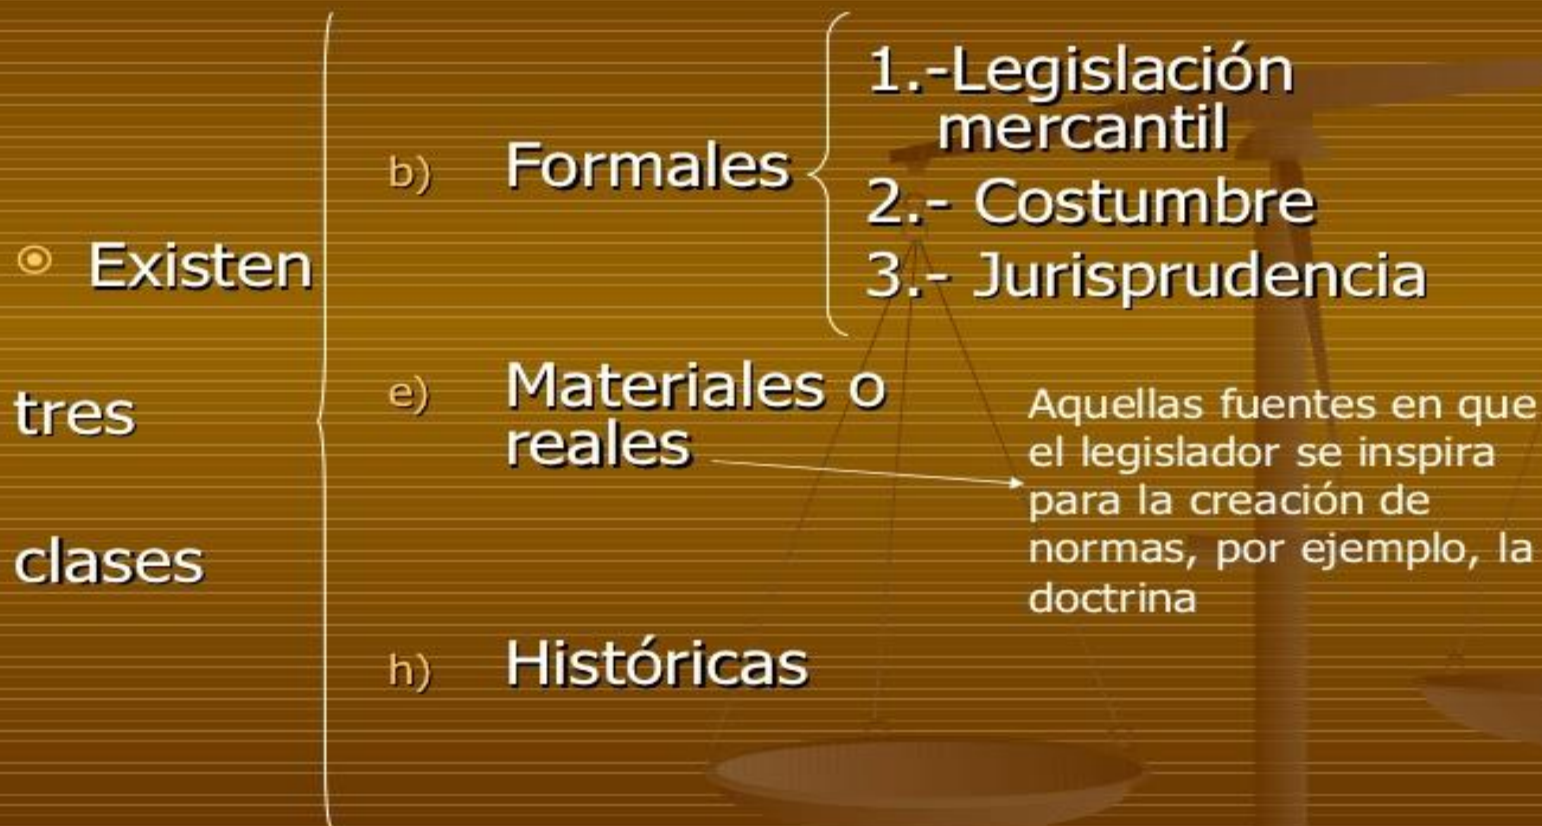 Existen
tres
clases
b) Formales
1.-Legislación
mercantil
2.- Costumbre
3.- Jurisprudencia
e) Materiales o
reales
Aquellas fuentes en que
el legislador se inspira
para la creación de
normas, por ejemplo, la
doctrina
h) Históricas